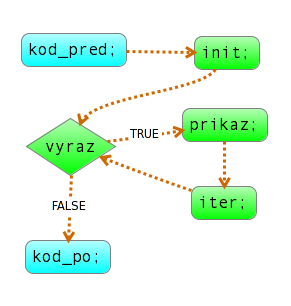 kod_pred;
init;
vyraz
TRUE
prikaz;
iter;
FALSE
kod_po;